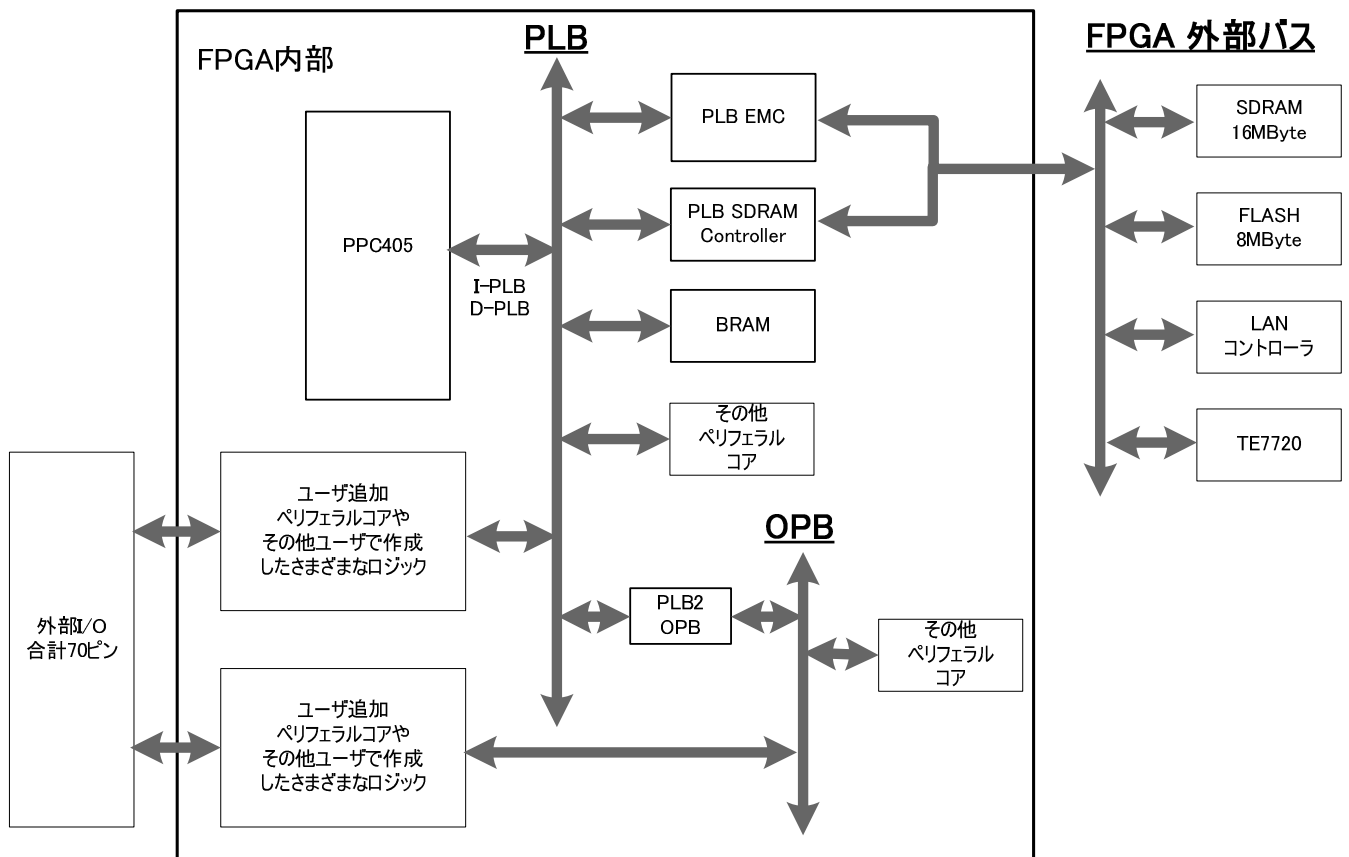 FPGA内部
PLB
FPGA 外部バス
PPC405
I-PLB
D-PLB
PLB EMC
PLB SDRAM
Controller
BRAM
その他
ペリフェラル
コア
SDRAM
16MByte
FLASH
8MByte
LAN
コントローラ
TE7720
外部I/O
合計70ピン
ユーザ追加
ペリフェラルコアや
その他ユーザで作成
したさまざまなロジック
OPB
PLB2
OPB
その他
ペリフェラル
コア
ユーザ追加
ペリフェラルコアや
その他ユーザで作成
したさまざまなロジック